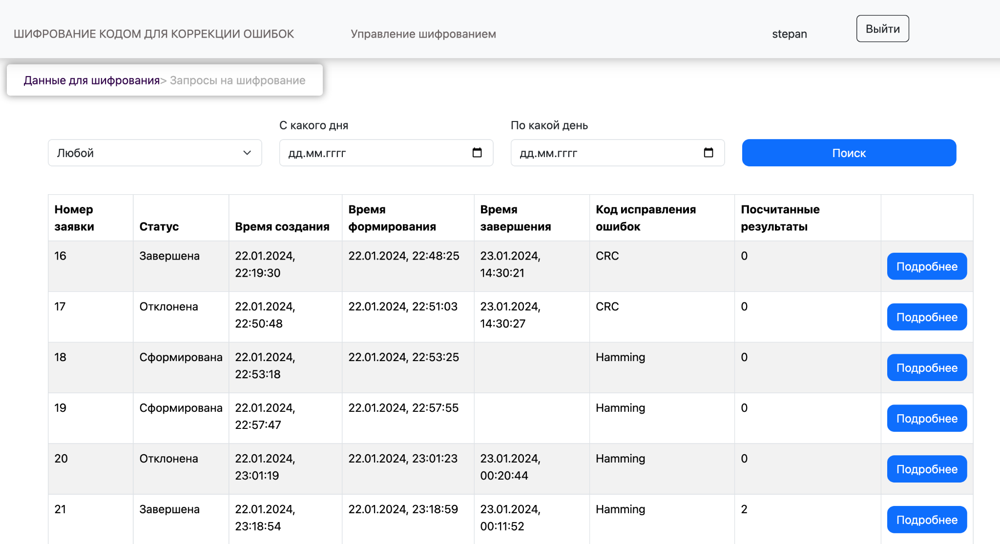 ШИФРОВАНИЕ КОДОМ ДЛЯ КОРРЕКЦИИ ОШИБОК Управление шифрованием stepan Выйти
Данные для шифрования> Запросы на шифрование
С какого дня По какой день
Любой дд.мм.гггг дд.мм.гггг Поиск
Номер заявки Статус Время создания Время формирования Время завершения Код исправления ошибок Посчитанные результаты
16 Завершена 22.01.2024, 22:19:30 22.01.2024, 22:48:25 23.01.2024, 14:30:21 CRC 0 Подробнее
17 Отклонена 22.01.2024, 22:50:48 22.01.2024, 22:51:03 23.01.2024, 14:30:27 CRC 0 Подробнее
18 Сформирована 22.01.2024, 22:53:18 22.01.2024, 22:53:25 Hamming 0 Подробнее
19 Сформирована 22.01.2024, 22:57:47 22.01.2024, 22:57:55 Hamming 0 Подробнее
20 Отклонена 22.01.2024, 23:01:19 22.01.2024, 23:01:23 23.01.2024, 00:20:44 Hamming 0 Подробнее
21 Завершена 22.01.2024, 23:18:54 22.01.2024, 23:18:59 23.01.2024, 00:11:52 Hamming 2 Подробнее